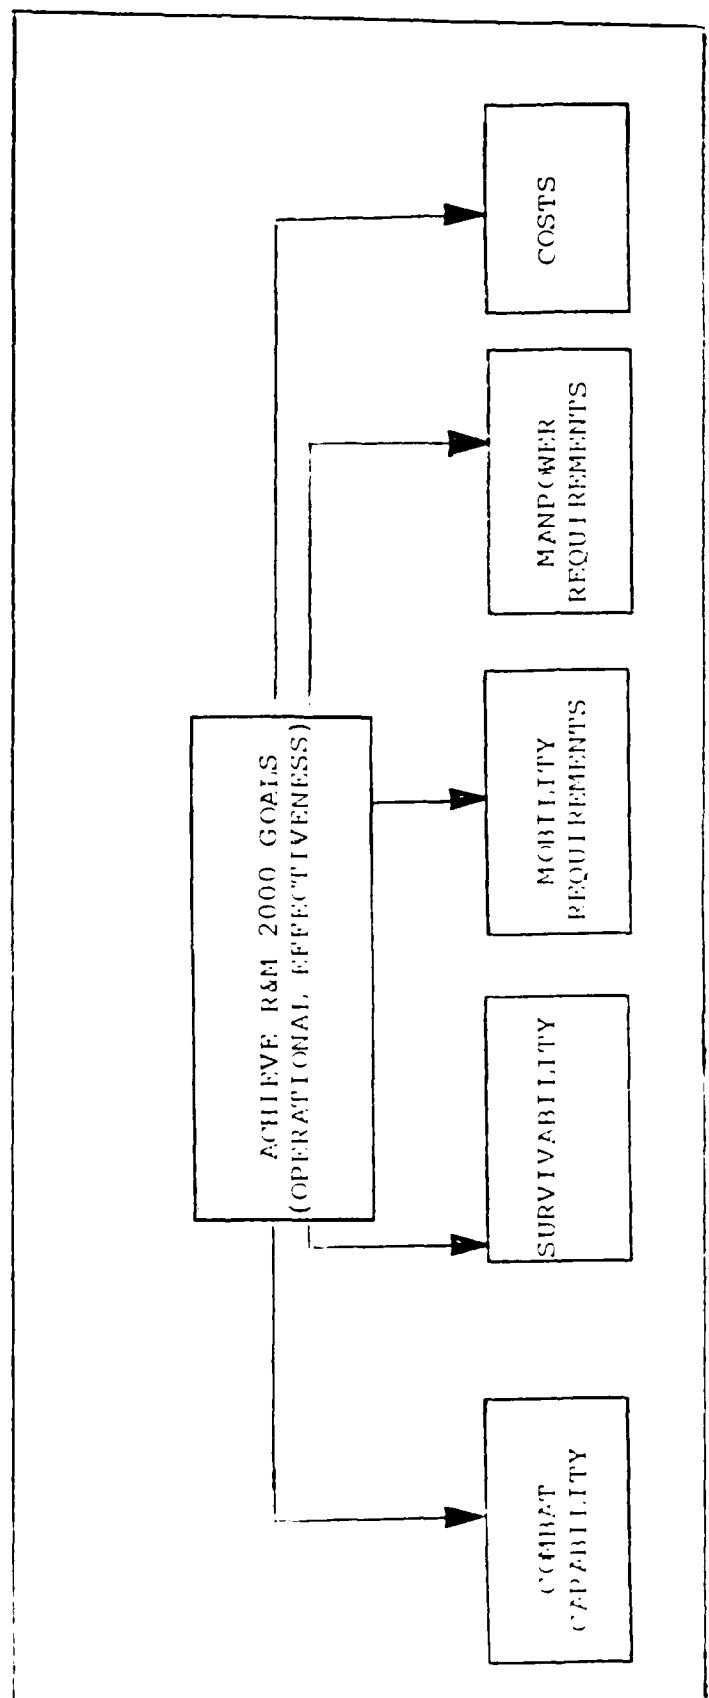 ACHIEVE R&M 2000 GOALS
(OPERATIONAL EFFECTIVENESS)
COMBAT
CAPABILITY
SURVIVABILITY
MOBILITY
REQUIREMENTS
MANPOWER
REQUIREMENTS
COSTS